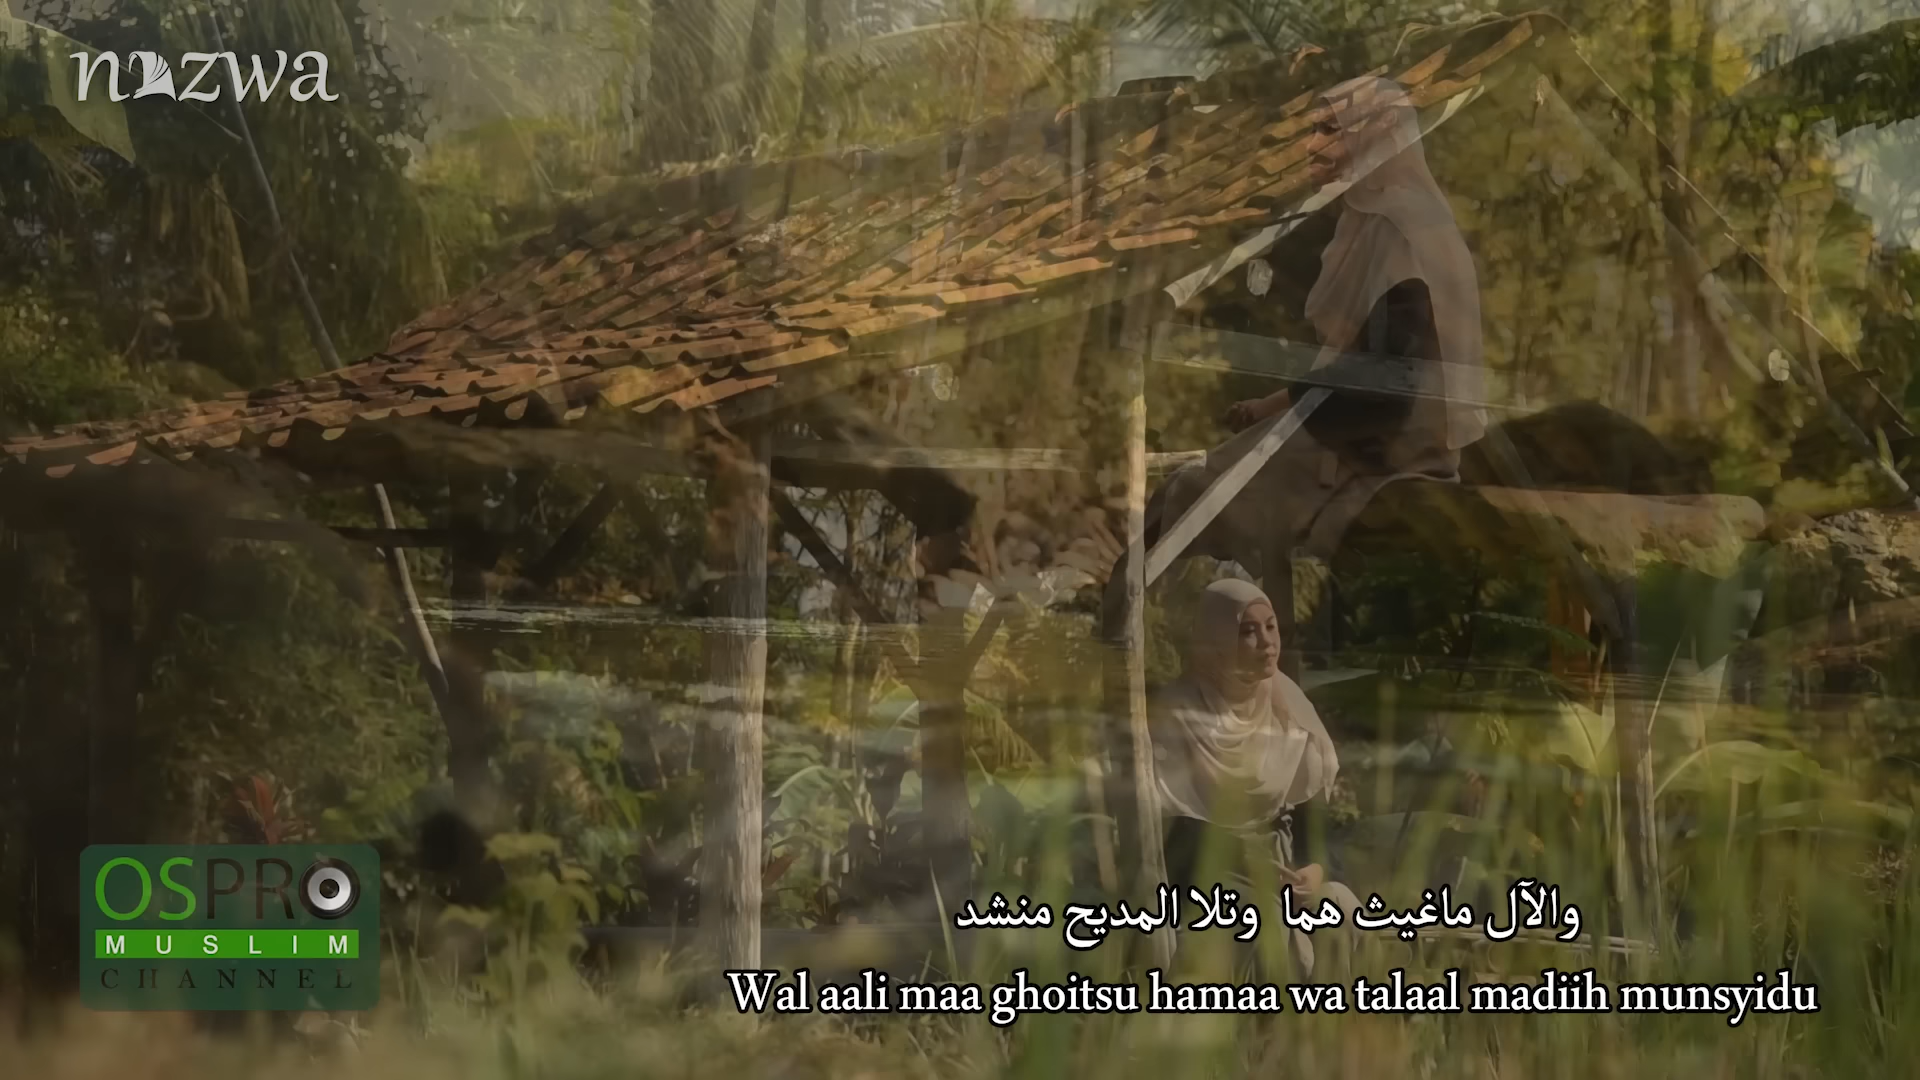 nazwa
OSPRO
MUSLIM
CHANNEL
والآل ماغيث هما وتلا المديح منشد
Wal aali maa ghoitsu hamaa wa talaal madiih munsyidu